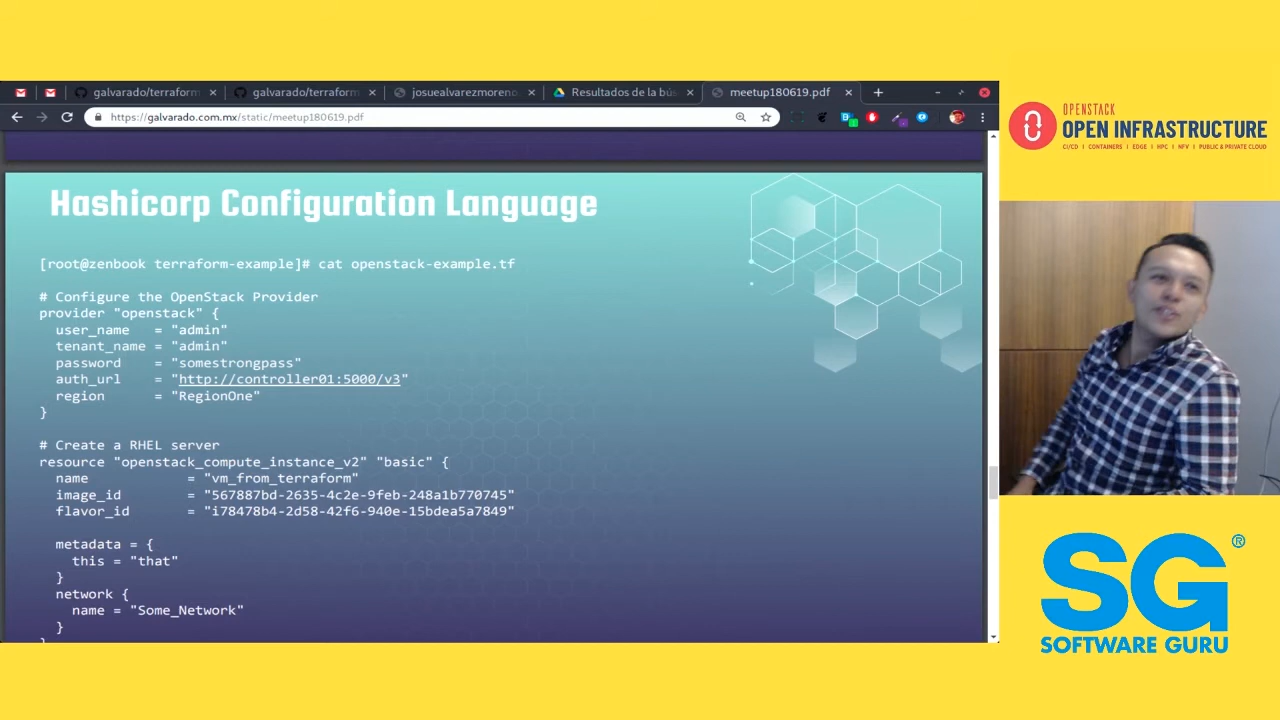 galvarado/terraform
galvarado/terraform
josuealvarezmoreno.
Resultados de la bús
meetup180619.pdf
https://galvarado.com.mx/static/meetup180619.pdf
Hashicorp Configuration Language
[root@zenbook terraform-example]# cat openstack-example.tf
# Configure the OpenStack Provider
provider "openstack" {
user_name = "admin"
tenant_name = "admin"
password = "somestrongpass"
auth_url = "http://controller01:5000/v3"
region = "RegionOne"
}
# Create a RHEL server
resource "openstack_compute_instance_v2" "basic" {
name = "vm_from_terraform"
image_id = "567887bd-2635-4c2e-9feb-248a1b770745"
flavor_id = "i78478b4-2d58-42f6-940e-15bdea5a7849"
metadata = {
this = "that"
}
network {
name = "Some_Network"
}
OPENSTACK
OPEN INFRASTRUCTURE
CI/CD | CONTAINERS | EDGE | HPC | NFV | PUBLIC & PRIVATE CLOUD
SG®
SOFTWARE GURU